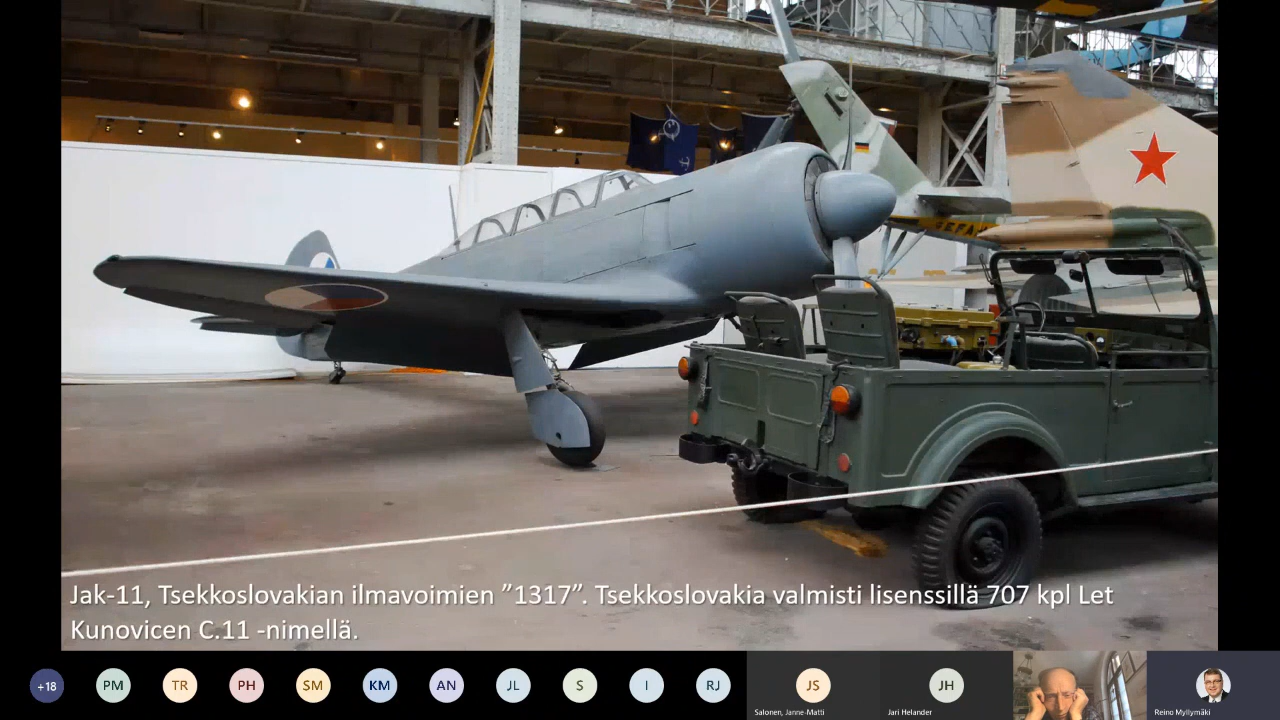 Jak-11, Tsekkoslovakian ilmavoimien ”1317”. Tsekkoslovakia valmisti lisenssillä 707 kpl Let
Kunovicen C.11 -nimellä.
+18
PM
TR
PH
SM
KM
AN
JL
S
I
RJ
JS
JH
Salonen, Janne-Matti
Jari Helander
Reino Myllymäki